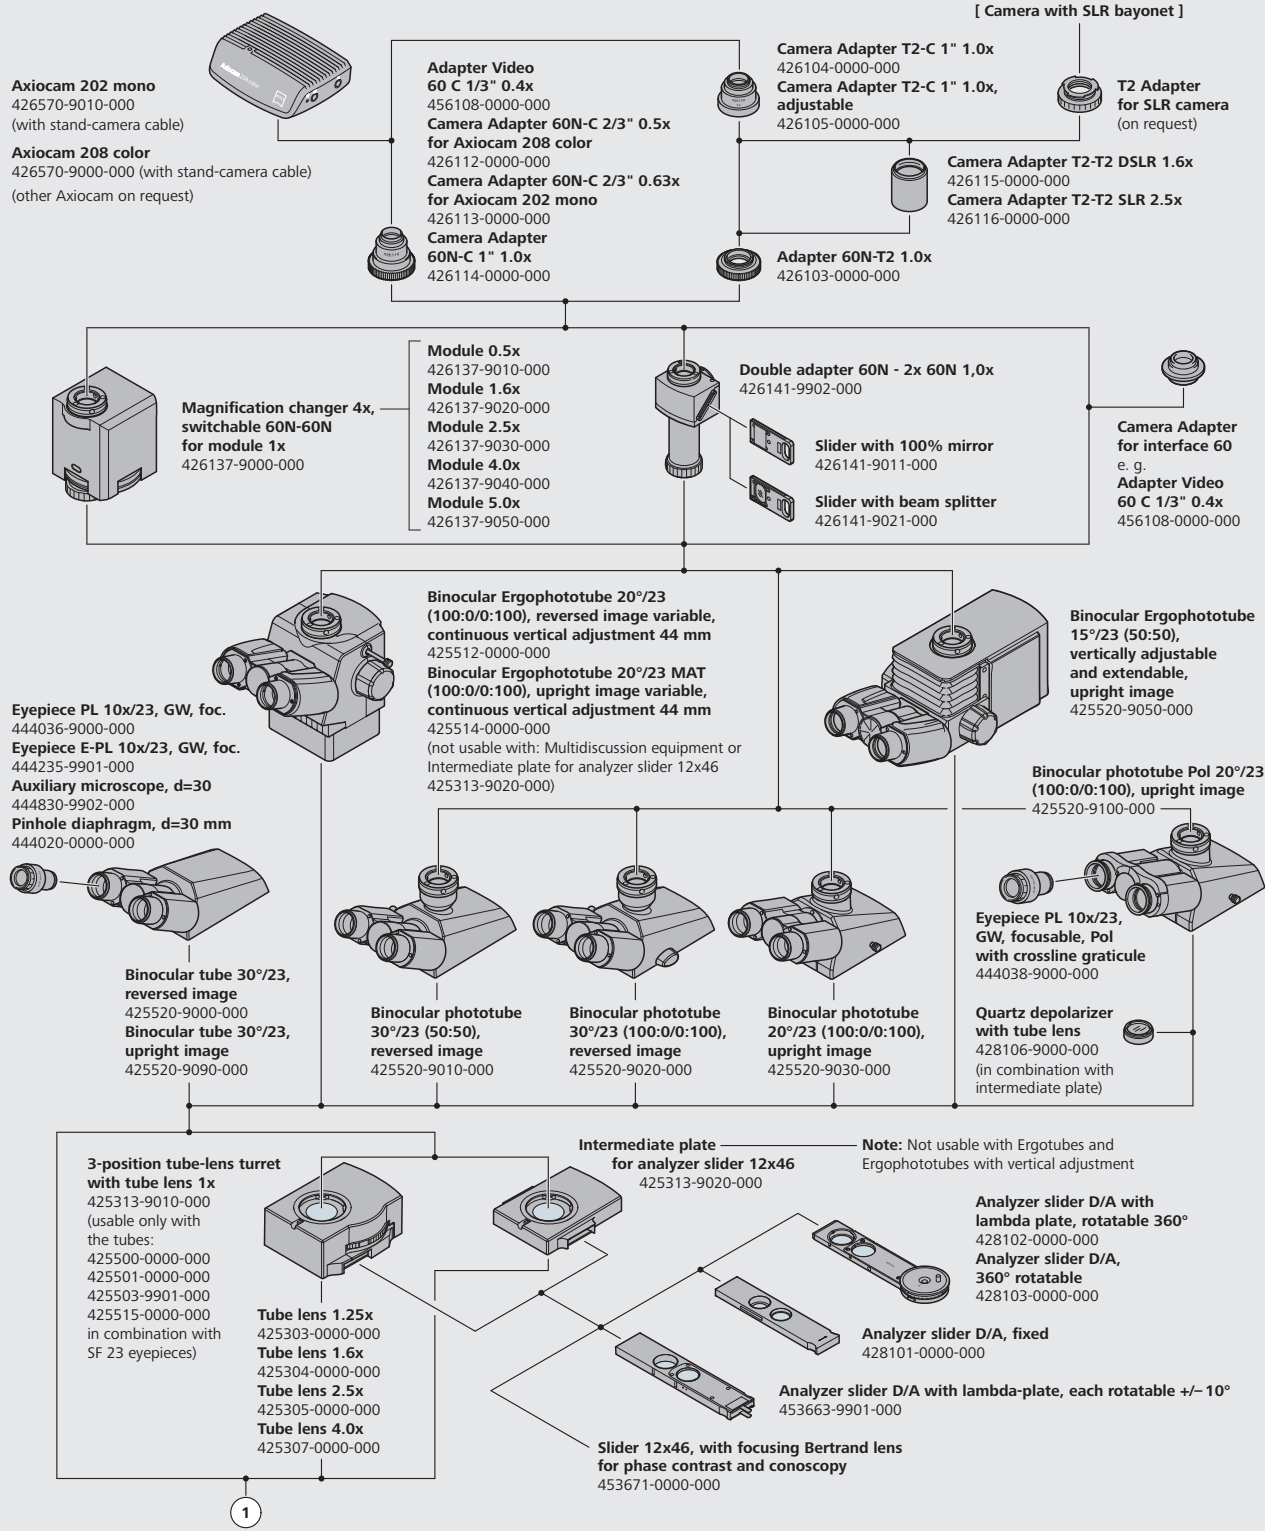 [ Camera with SLR bayonet ]
Axiocam 202 mono
426570-9010-000
(with stand-camera cable)
Axiocam 208 color
426570-9000-000 (with stand-camera cable)
(other Axiocam on request)
Adapter Video
60 C 1/3" 0.4x
456108-0000-000
Camera Adapter 60N-C 2/3" 0.5x
for Axiocam 208 color
426112-0000-000
Camera Adapter 60N-C 2/3" 0.63x
for Axiocam 202 mono
426113-0000-000
Camera Adapter
60N-C 1" 1.0x
426114-0000-000
Camera Adapter T2-C 1" 1.0x
426104-0000-000
Camera Adapter T2-C 1" 1.0x,
adjustable
426105-0000-000
T2 Adapter
for SLR camera
(on request)
Camera Adapter T2-T2 DSLR 1.6x
426115-0000-000
Camera Adapter T2-T2 SLR 2.5x
426116-0000-000
Adapter 60N-T2 1.0x
426103-0000-000
Magnification changer 4x,
switchable 60N-60N
for module 1x
426137-9000-000
Module 0.5x
426137-9010-000
Module 1.6x
426137-9020-000
Module 2.5x
426137-9030-000
Module 4.0x
426137-9040-000
Module 5.0x
426137-9050-000
Double adapter 60N - 2x 60N 1,0x
426141-9902-000
Slider with 100% mirror
426141-9011-000
Slider with beam splitter
426141-9021-000
Camera Adapter
for interface 60
e. g.
Adapter Video
60 C 1/3" 0.4x
456108-0000-000
Binocular Ergophototube 20°/23
(100:0/0:100), reversed image variable,
continuous vertical adjustment 44 mm
425512-0000-000
Binocular Ergophototube 20°/23 MAT
(100:0/0:100), upright image variable,
continuous vertical adjustment 44 mm
425514-0000-000
(not usable with: Multidiscussion equipment or
Intermediate plate for analyzer slider 12x46
425313-9020-000)
Binocular Ergophototube
15°/23 (50:50),
vertically adjustable
and extendable,
upright image
425520-9050-000
Eyepiece PL 10x/23, GW, foc.
444036-9000-000
Eyepiece E-PL 10x/23, GW, foc.
444235-9901-000
Auxiliary microscope, d=30
444830-9902-000
Pinhole diaphragm, d=30 mm
444020-0000-000
Binocular phototube Pol 20°/23
(100:0/0:100), upright image
425520-9100-000
Eyepiece PL 10x/23,
GW, focusable, Pol
with crossline graticule
444038-9000-000
Binocular tube 30°/23,
reversed image
425520-9000-000
Binocular tube 30°/23,
upright image
425520-9090-000
Binocular phototube
30°/23 (50:50),
reversed image
425520-9010-000
Binocular phototube
30°/23 (100:0/0:100),
reversed image
425520-9020-000
Binocular phototube
20°/23 (100:0/0:100),
upright image
425520-9030-000
Quartz depolarizer
with tube lens
428106-9000-000
(in combination with
intermediate plate)
3-position tube-lens turret
with tube lens 1x
425313-9010-000
(usable only with
the tubes:
425500-0000-000
425501-0000-000
425503-9901-000
425515-0000-000
in combination with
SF 23 eyepieces)
Intermediate plate
for analyzer slider 12x46
425313-9020-000
Note: Not usable with Ergotubes and
Ergophototubes with vertical adjustment
Analyzer slider D/A with
lambda plate, rotatable 360°
428102-0000-000
Analyzer slider D/A,
360° rotatable
428103-0000-000
Tube lens 1.25x
425303-0000-000
Tube lens 1.6x
425304-0000-000
Tube lens 2.5x
425305-0000-000
Tube lens 4.0x
425307-0000-000
Analyzer slider D/A, fixed
428101-0000-000
Analyzer slider D/A with lambda-plate, each rotatable +/– 10°
453663-9901-000
Slider 12x46, with focusing Bertrand lens
for phase contrast and conoscopy
453671-0000-000
1